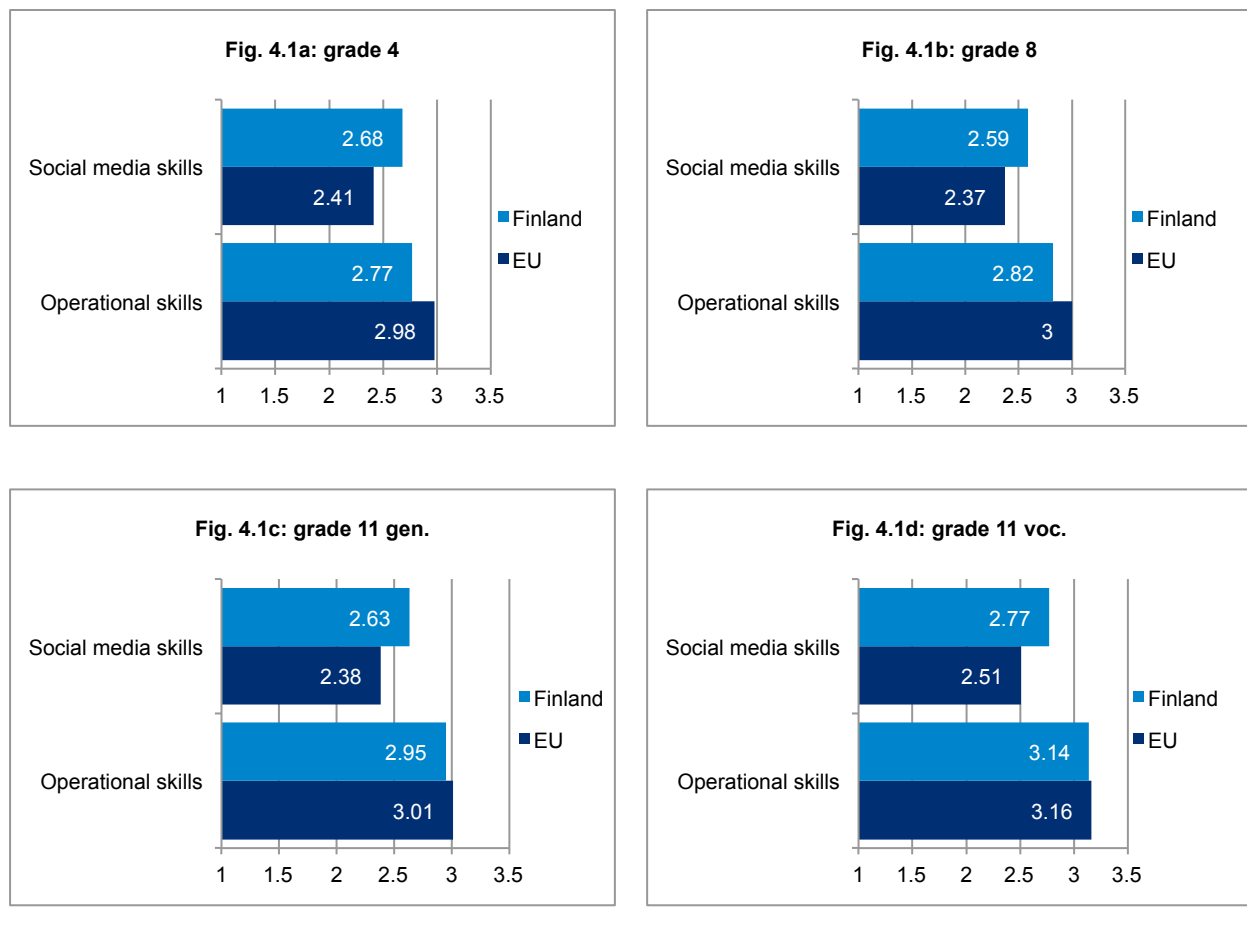 Fig. 4.1a: grade 4
Social media skills
2.68
2.41
Operational skills
2.77
2.98
Finland
EU
1 1.5 2 2.5 3 3.5
Fig. 4.1b: grade 8
Social media skills
2.59
2.37
Operational skills
2.82
3
Finland
EU
1 1.5 2 2.5 3 3.5
Fig. 4.1c: grade 11 gen.
Social media skills
2.63
2.38
Operational skills
2.95
3.01
Finland
EU
1 1.5 2 2.5 3 3.5
Fig. 4.1d: grade 11 voc.
Social media skills
2.77
2.51
Operational skills
3.14
3.16
Finland
EU
1 1.5 2 2.5 3 3.5